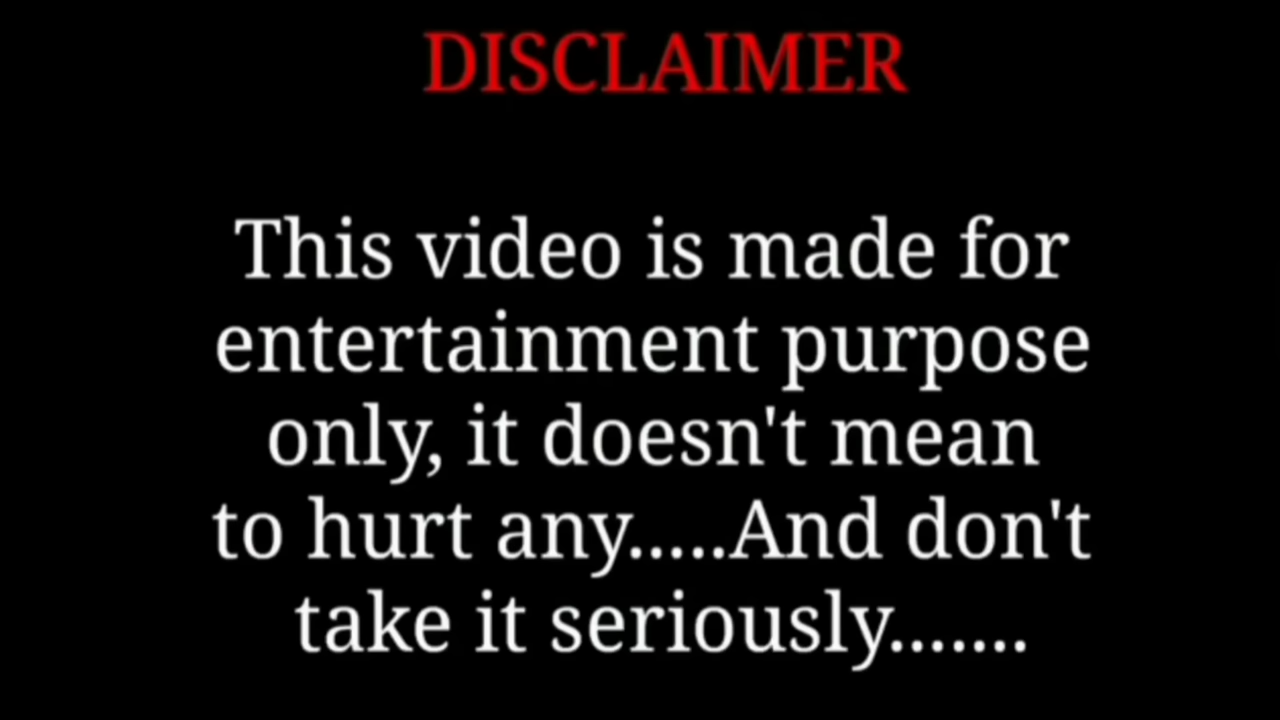 DISCLAIMER
This video is made for
entertainment purpose
only, it doesn't mean
to hurt any.....And don't
take it seriously.......